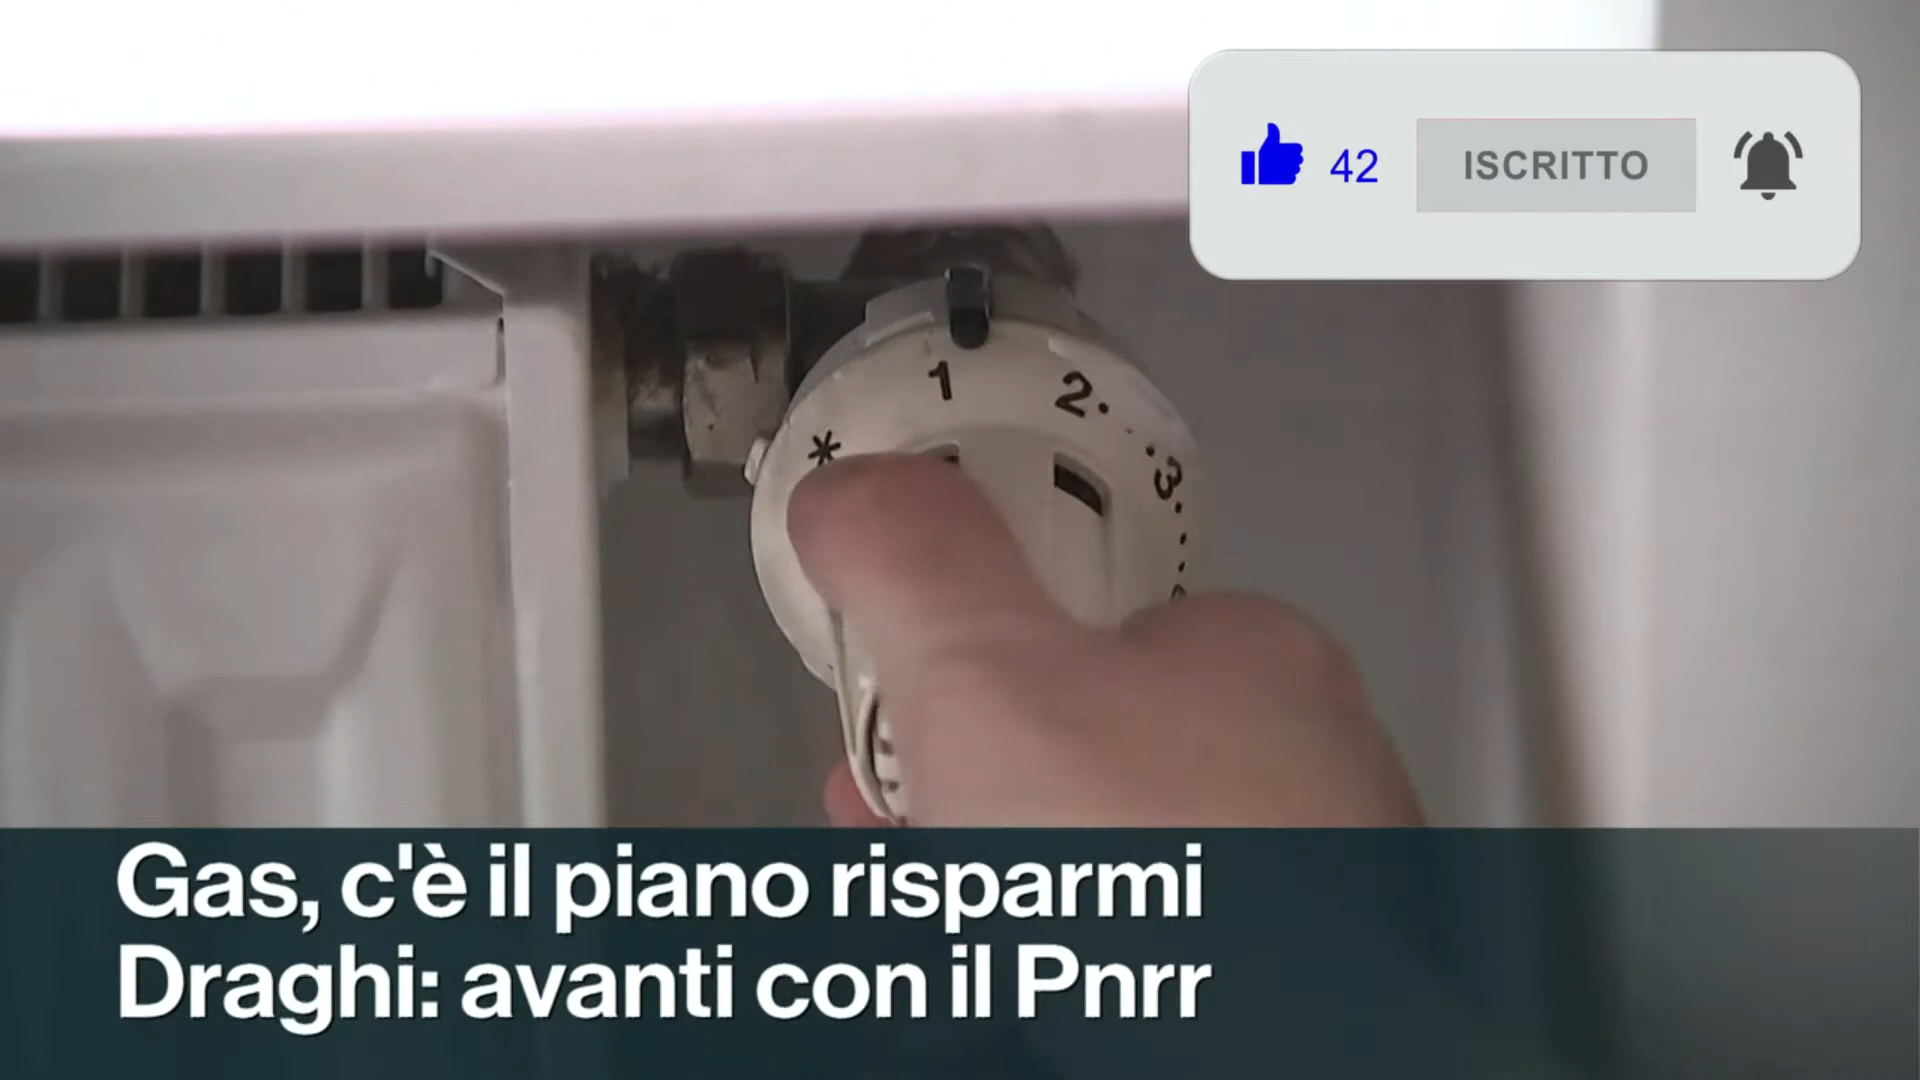 42 ISCRITTO
1 2
* 3
Gas, c'è il piano risparmi
Draghi: avanti con il Pnrr